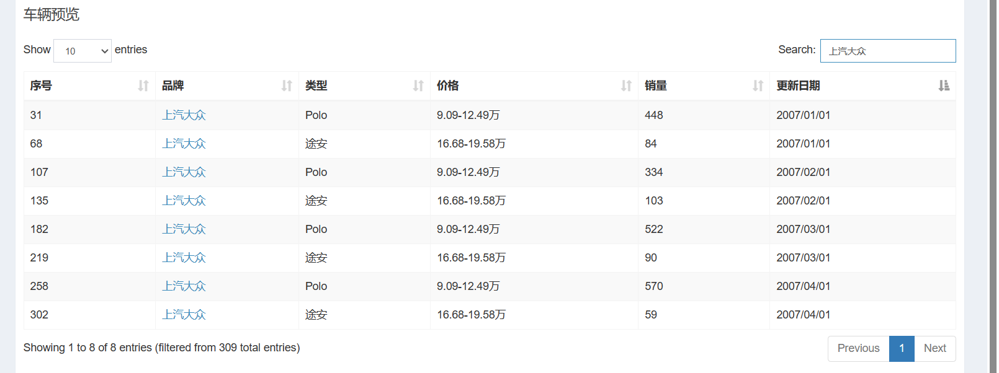 车辆预览
Show 10 entries Search: 上汽大众
序号 品牌 类型 价格 销量 更新日期
31 上汽大众 Polo 9.09-12.49万 448 2007/01/01
68 上汽大众 途安 16.68-19.58万 84 2007/01/01
107 上汽大众 Polo 9.09-12.49万 334 2007/02/01
135 上汽大众 途安 16.68-19.58万 103 2007/02/01
182 上汽大众 Polo 9.09-12.49万 522 2007/03/01
219 上汽大众 途安 16.68-19.58万 90 2007/03/01
258 上汽大众 Polo 9.09-12.49万 570 2007/04/01
302 上汽大众 途安 16.68-19.58万 59 2007/04/01
Showing 1 to 8 of 8 entries (filtered from 309 total entries) Previous 1 Next